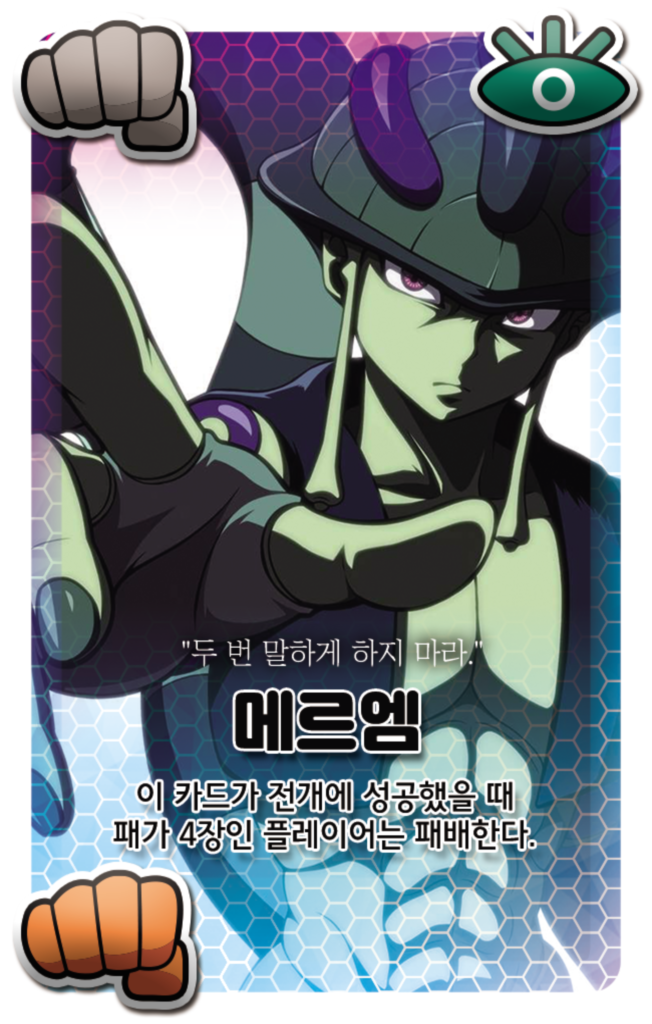 "두 번 말하게 하지 마라."
메르엠
이 카드가 전개에 성공했을 때
패가 4장인 플레이어는 패배한다.